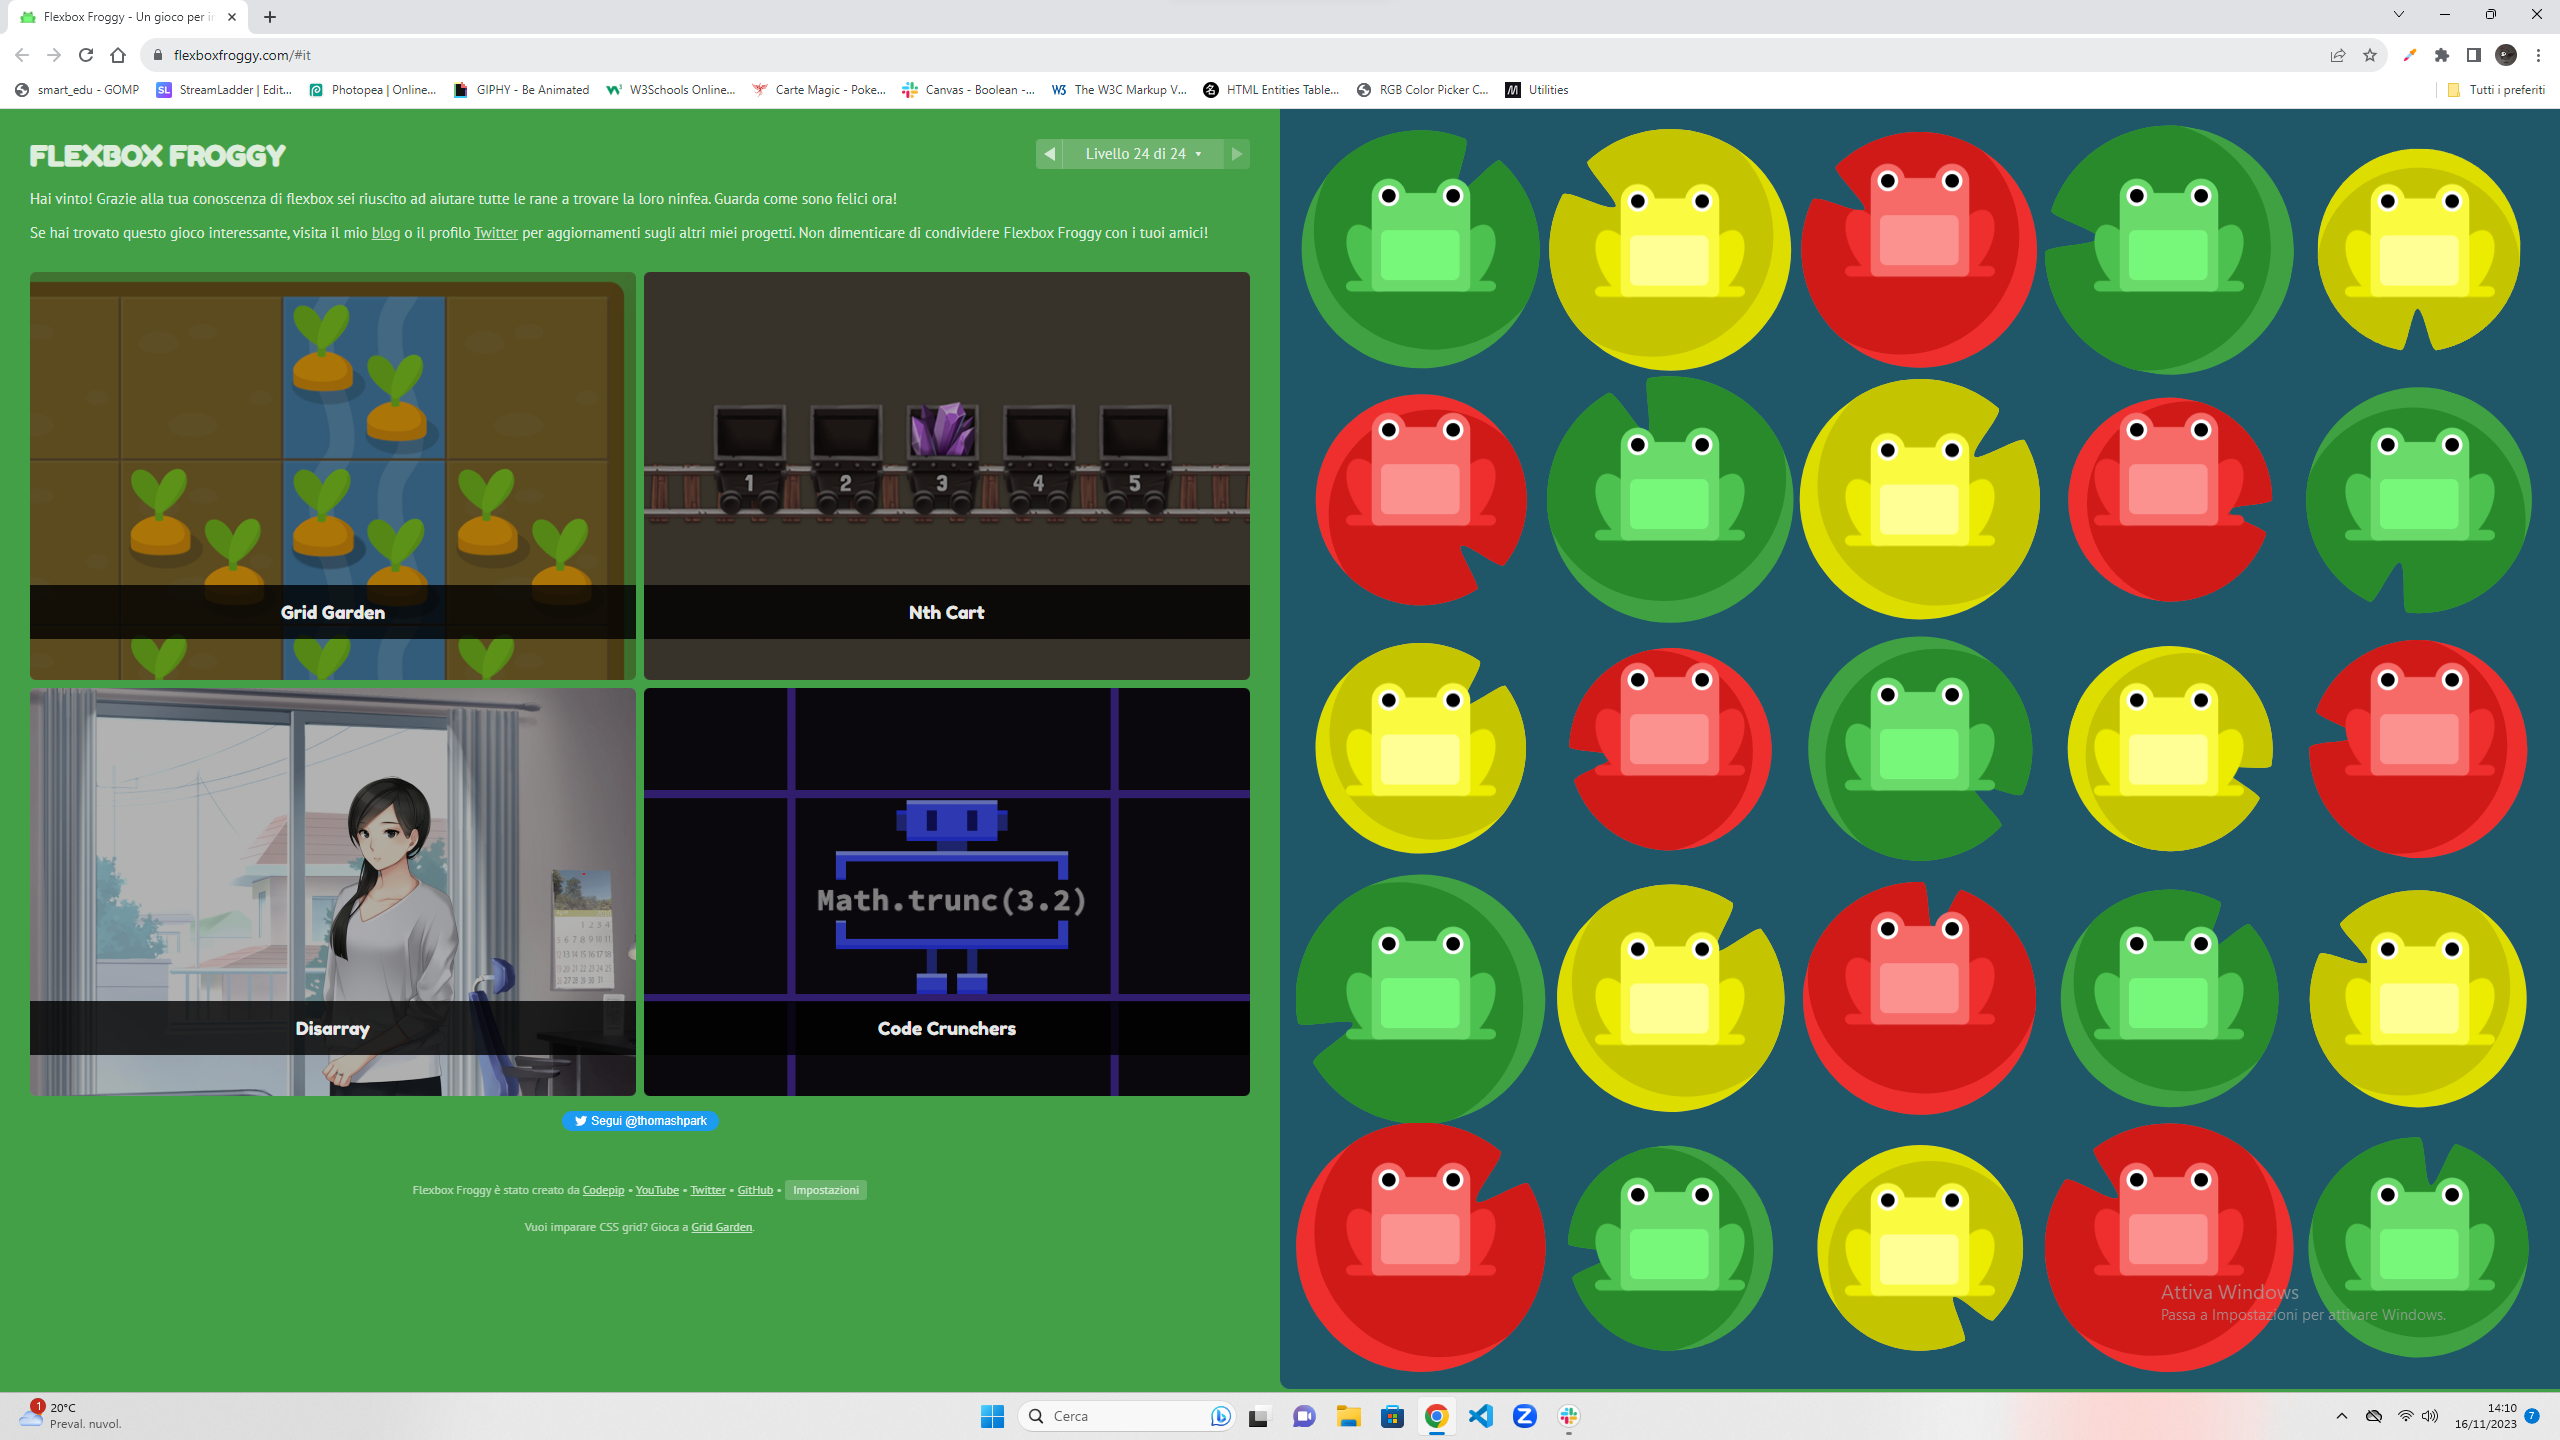 Flexbox Froggy - Un gioco per i
flexboxfroggy.com/#it
smart_edu - GOMP
StreamLadder | Edit...
Photopea | Online...
GIPHY - Be Animated
W3Schools Online...
Carte Magic - Poke...
Canvas - Boolean -...
The W3C Markup V...
HTML Entities Table...
RGB Color Picker C...
Utilities
Tutti i preferiti
FLEXBOX FROGGY
Livello 24 di 24
Hai vinto! Grazie alla tua conoscenza di flexbox sei riuscito ad aiutare tutte le rane a trovare la loro ninfea. Guarda come sono felici ora!
Se hai trovato questo gioco interessante, visita il mio blog o il profilo Twitter per aggiornamenti sugli altri miei progetti. Non dimenticare di condividere Flexbox Froggy con i tuoi amici!
1 2 3 4 5
Grid Garden
Nth Cart
Math.trunc(3.2)
Disarray
Code Crunchers
Segui @thomashpark
Flexbox Froggy è stato creato da Codepip • YouTube • Twitter • GitHub • Impostazioni
Vuoi imparare CSS grid? Gioca a Grid Garden.
Attiva Windows
Passa a Impostazioni per attivare Windows.
1
20°C
Preval. nuvol.
Cerca
14:10
16/11/2023
7